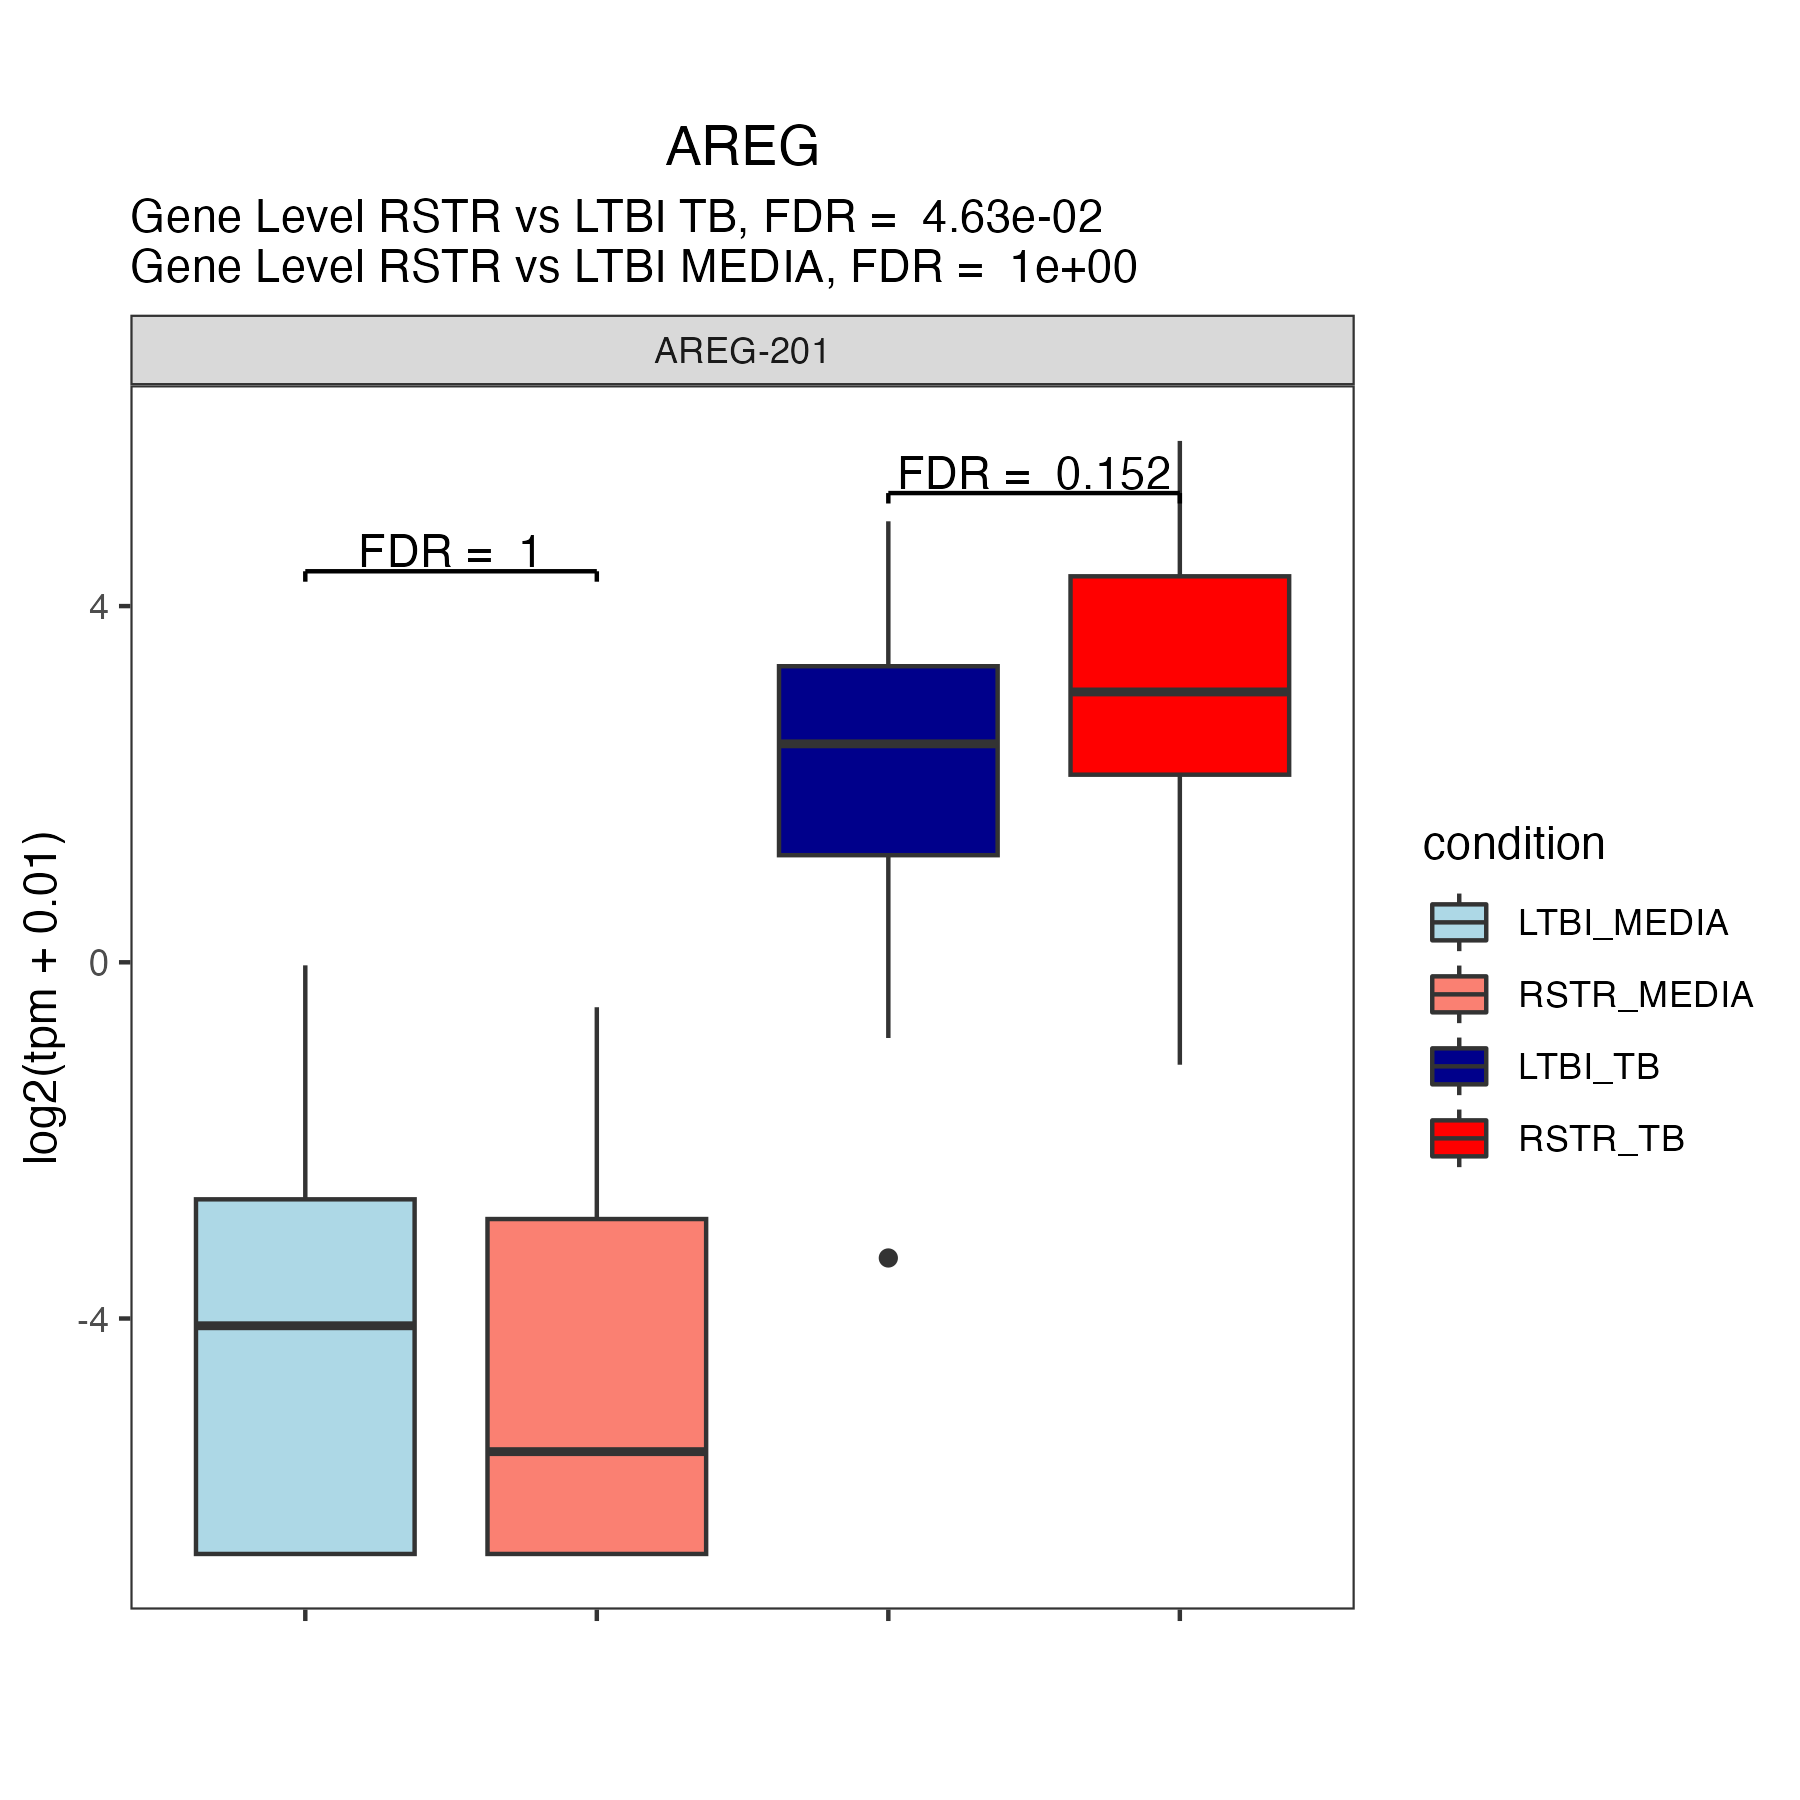 AREG
Gene Level RSTR vs LTBI TB, FDR =  4.63e-02
Gene Level RSTR vs LTBI MEDIA, FDR =  1e+00
AREG-201
FDR =  0.152
FDR =  1
4
0
-4
log2(tpm + 0.01)
condition
LTBI_MEDIA
RSTR_MEDIA
LTBI_TB
RSTR_TB